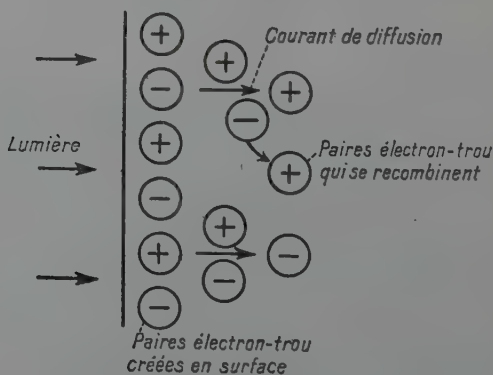 Courant de diffusion
Lumière
Paires électron-trou
qui se recombinent
Paires électron-trou
créées en surface